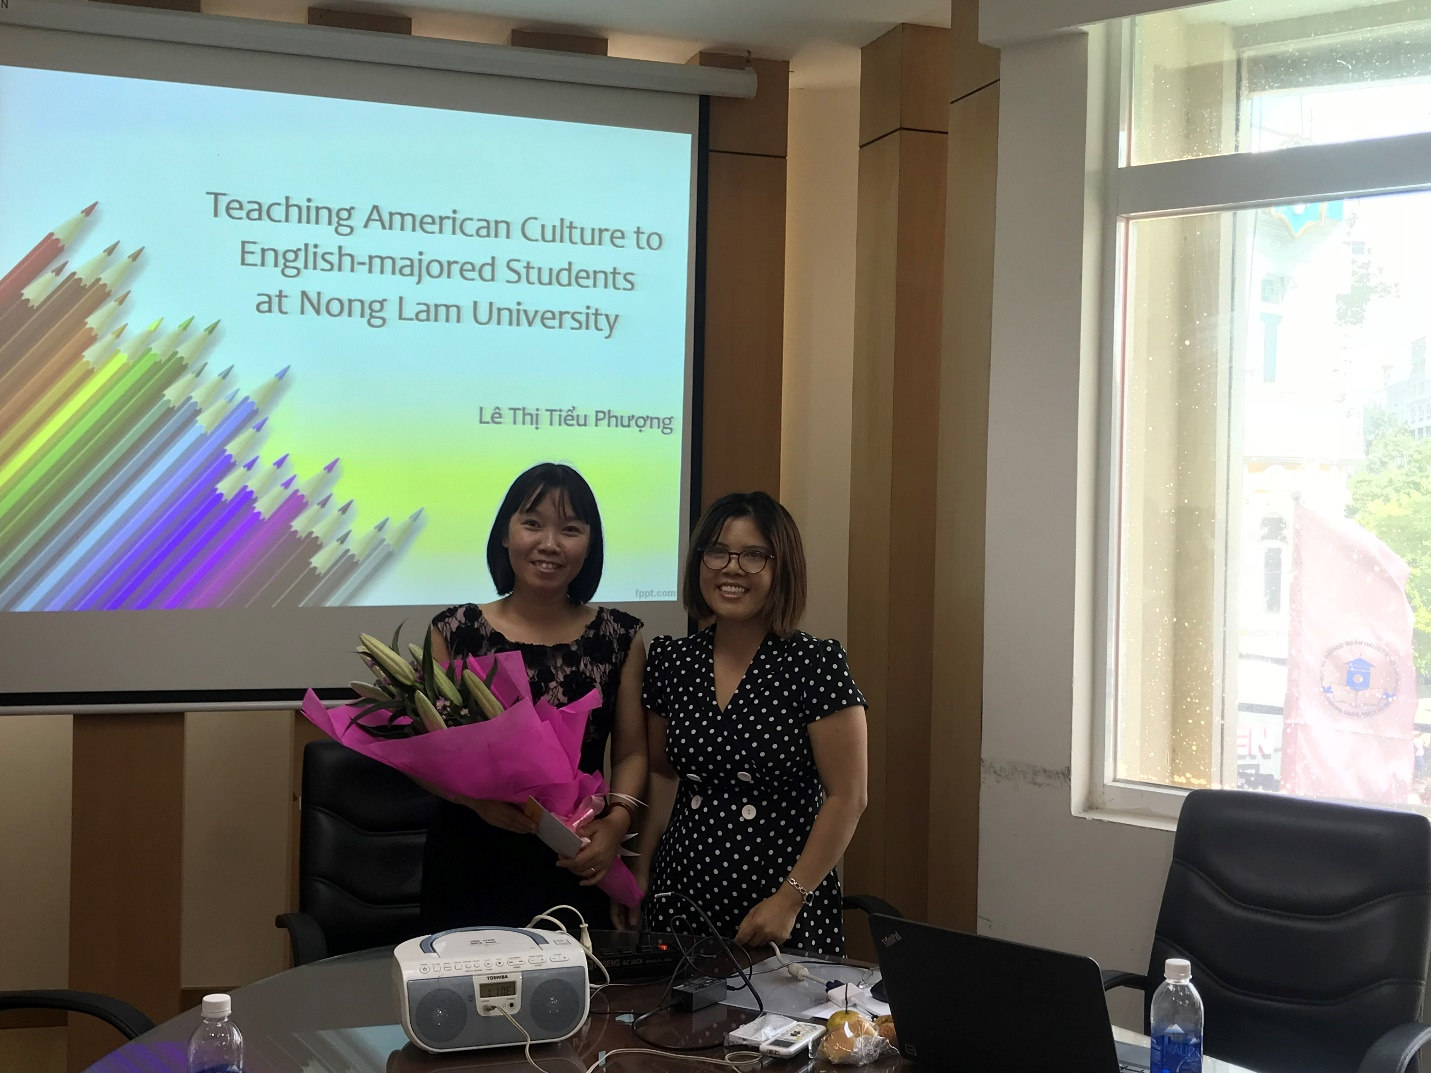 Teaching American Culture to
English-majored Students
at Nong Lam University
Lê Thị Tiểu Phượng
fppt.com
TOSHIBA
ThinkPad